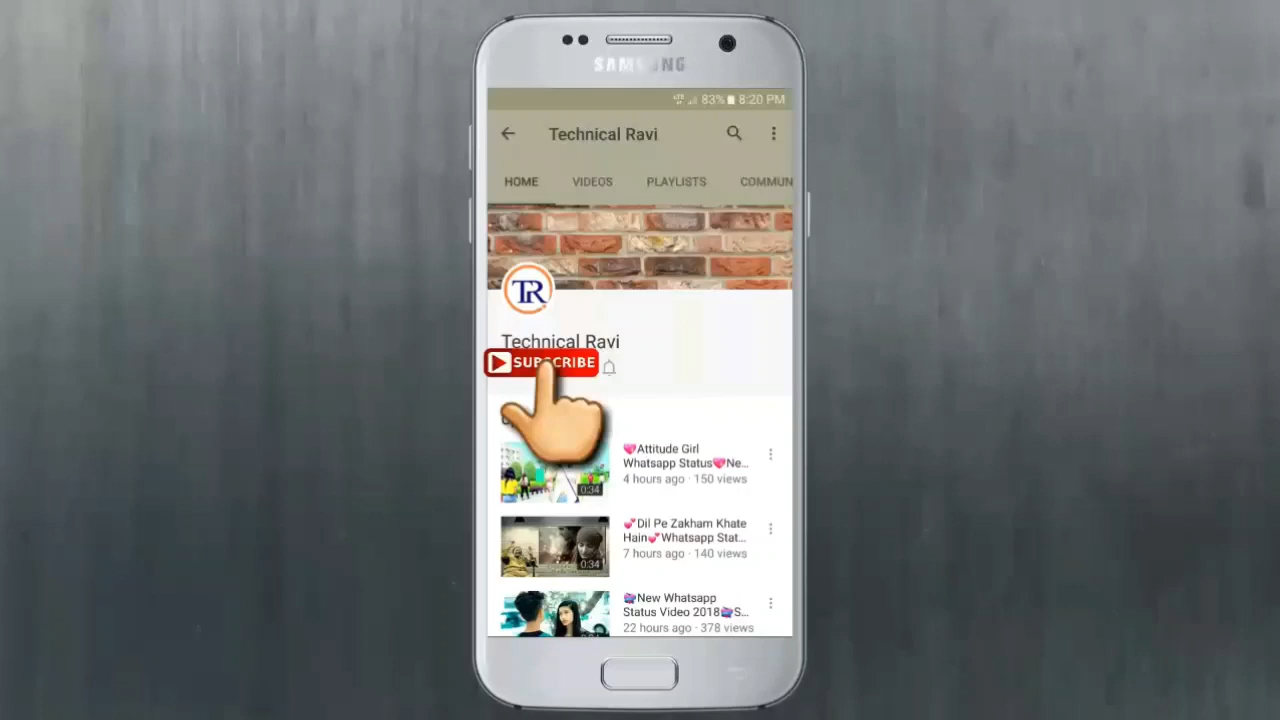 SAMSUNG
83% 8:20 PM
Technical Ravi
HOME VIDEOS PLAYLISTS COMMUN
TR
Technical Ravi
SUBSCRIBE
💖Attitude Girl
Whatsapp Status💖Ne...
4 hours ago · 150 views
0:34
💕Dil Pe Zakham Khate
Hain💕Whatsapp Stat...
7 hours ago · 140 views
0:34
New Whatsapp
Status Video 2018 S...
22 hours ago · 378 views